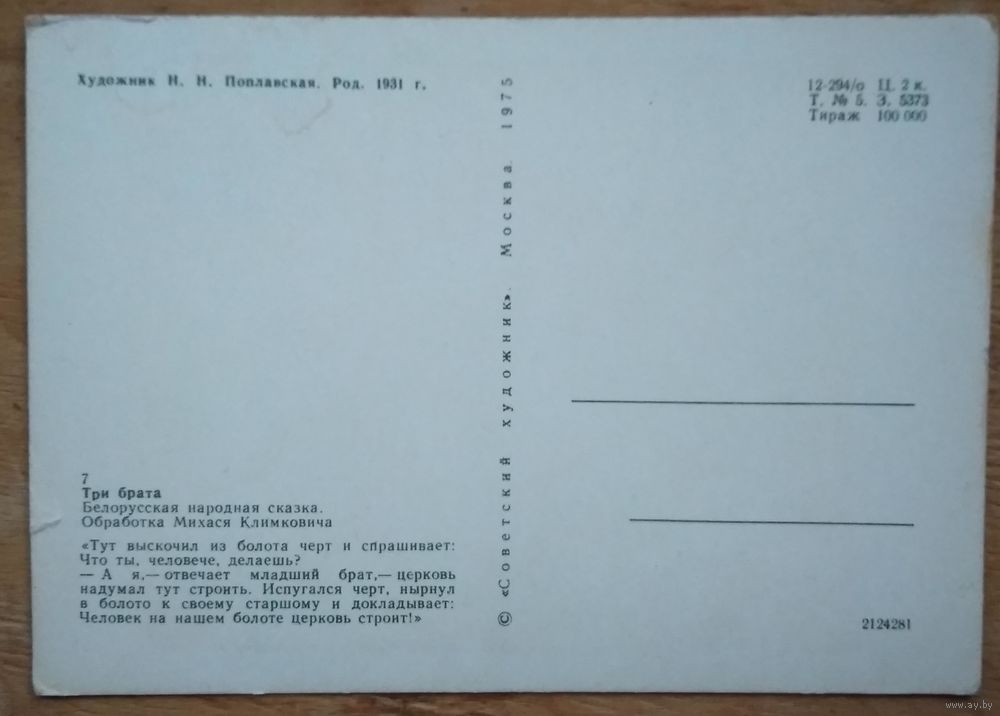 Художник Н. Н. Поплавская. Род. 1931 г.
12-294/о Ц. 2 к.
Т. № 5. З. 5373
Тираж 100 000
© «Советский художник». Москва. 1975
7
Три брата
Белорусская народная сказка.
Обработка Михася Климковича
«Тут выскочил из болота черт и спрашивает:
Что ты, человече, делаешь?
— А я,— отвечает младший брат,— церковь
надумал тут строить. Испугался черт, нырнул
в болото к своему старшому и докладывает:
Человек на нашем болоте церковь строит!»
2124281
www.ay.by